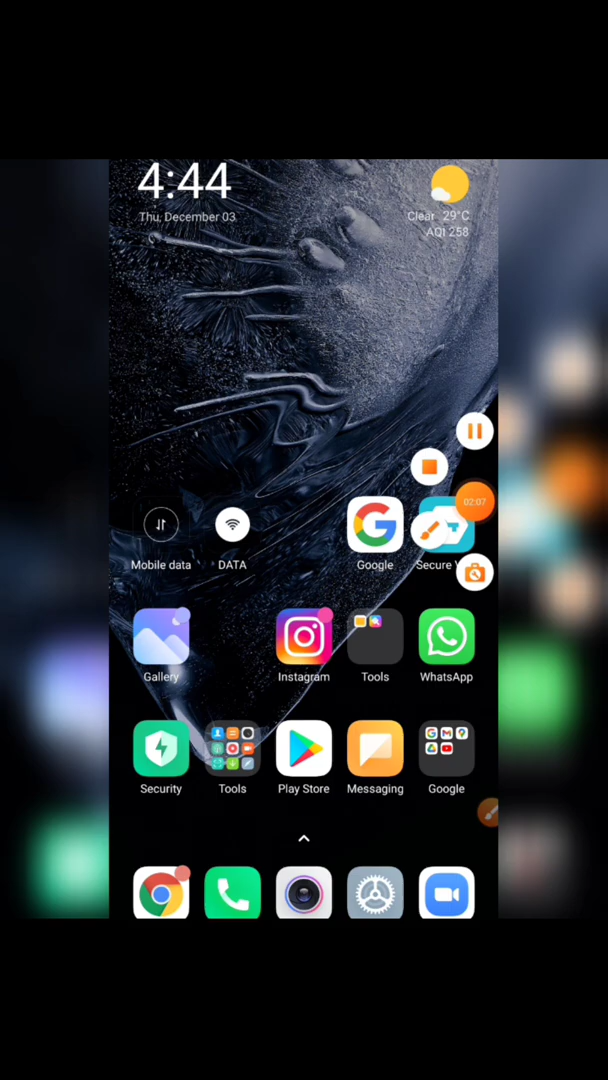 4:44
Thu, December 03
Clear 29°C
AQI 258
02:07
Mobile data
DATA
Google
Secure
Gallery
Instagram
Tools
WhatsApp
Security
Tools
Play Store
Messaging
Google